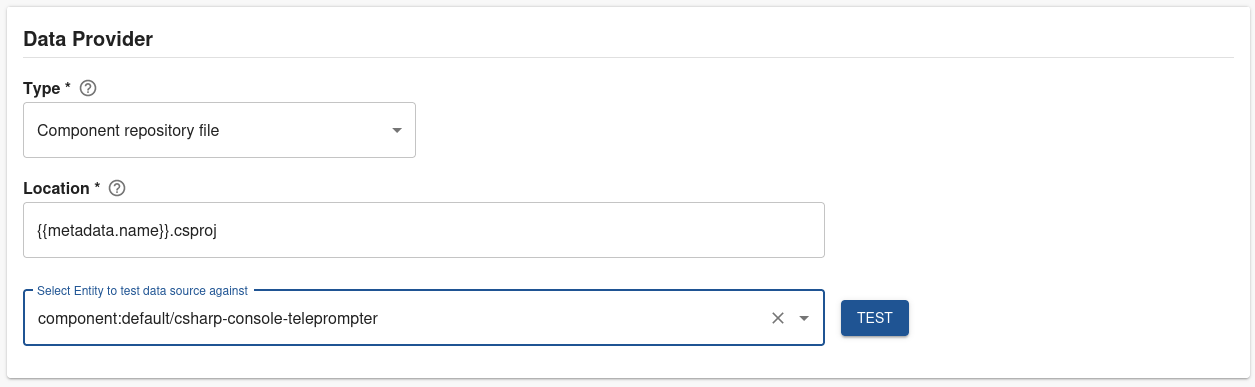 Data Provider
Type *
Component repository file
Location *
{{metadata.name}}.csproj
Select Entity to test data source against
component:default/csharp-console-teleprompter
TEST